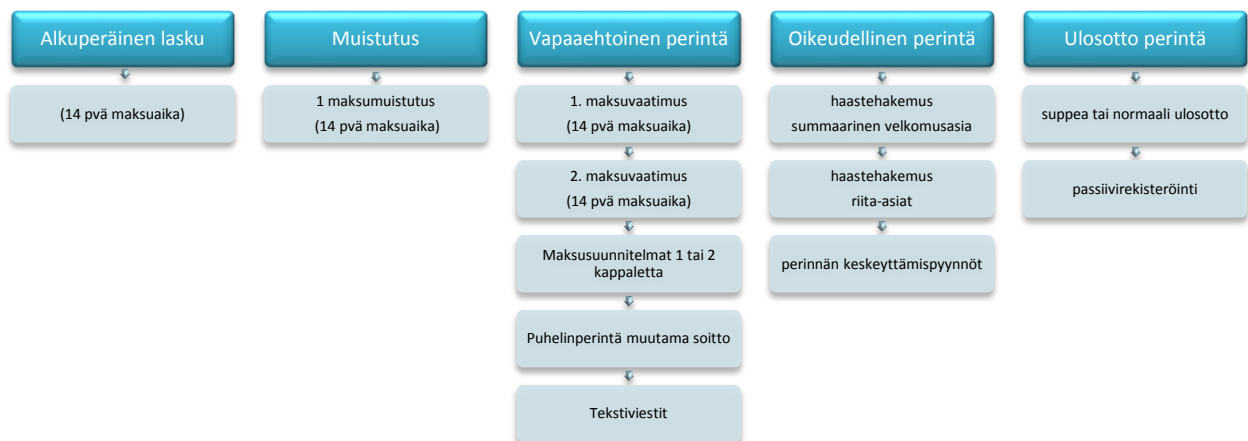 Alkuperäinen lasku
(14 pvä maksuaika)
Muistutus
1 maksumuistutus
(14 pvä maksuaika)
Vapaaehtoinen perintä
1. maksuvaatimus
(14 pvä maksuaika)
2. maksuvaatimus
(14 pvä maksuaika)
Maksusuunnitelmat 1 tai 2
kappaletta
Puhelinperintä muutama soitto
Tekstiviestit
Oikeudellinen perintä
haastehakemus
summaarinen velkomusasia
haastehakemus
riita-asiat
perinnän keskeyttämispyynnöt
Ulosotto perintä
suppea tai normaali ulosotto
passiivirekisteröinti